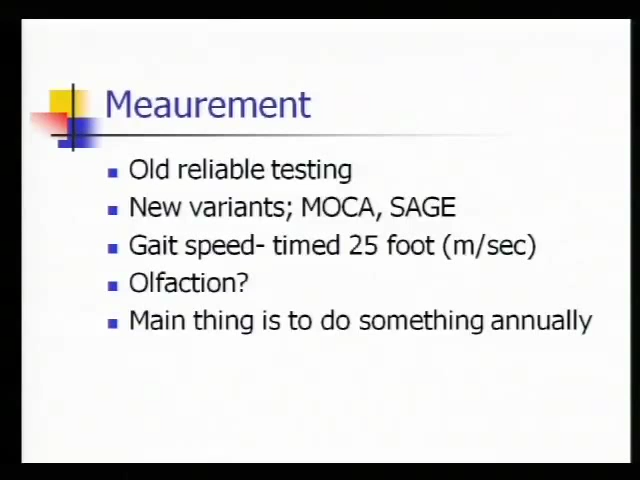 Meaurement
Old reliable testing
New variants; MOCA, SAGE
Gait speed- timed 25 foot (m/sec)
Olfaction?
Main thing is to do something annually